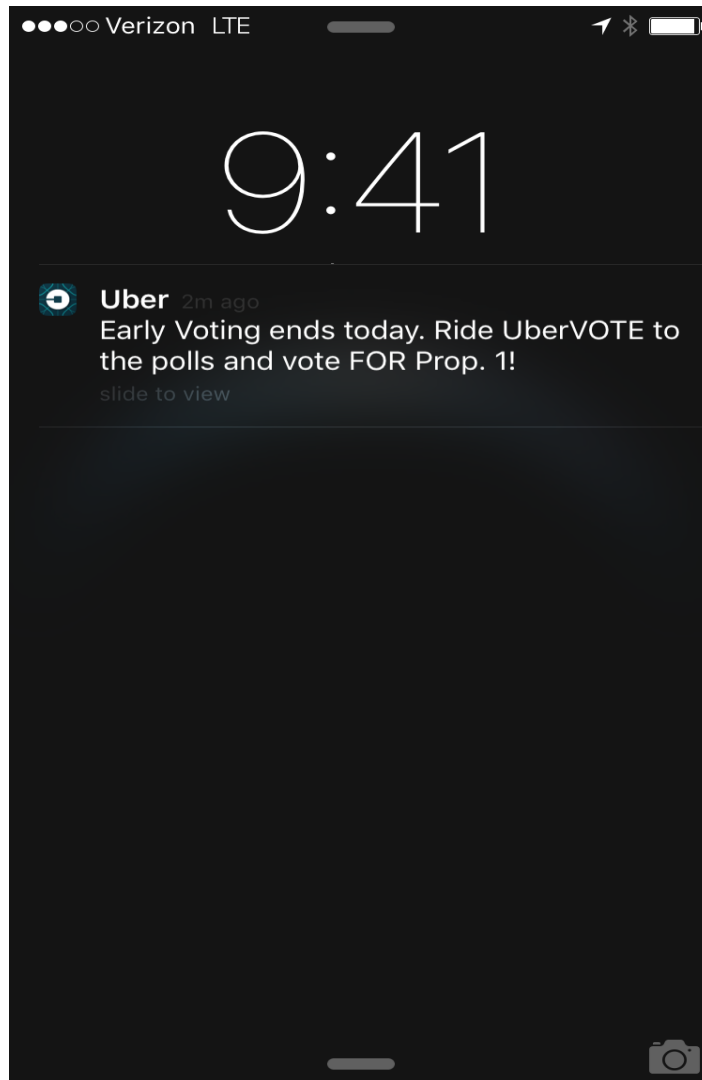 Verizon LTE
9:41
Uber 2m ago
Early Voting ends today. Ride UberVOTE to
the polls and vote FOR Prop. 1!
slide to view